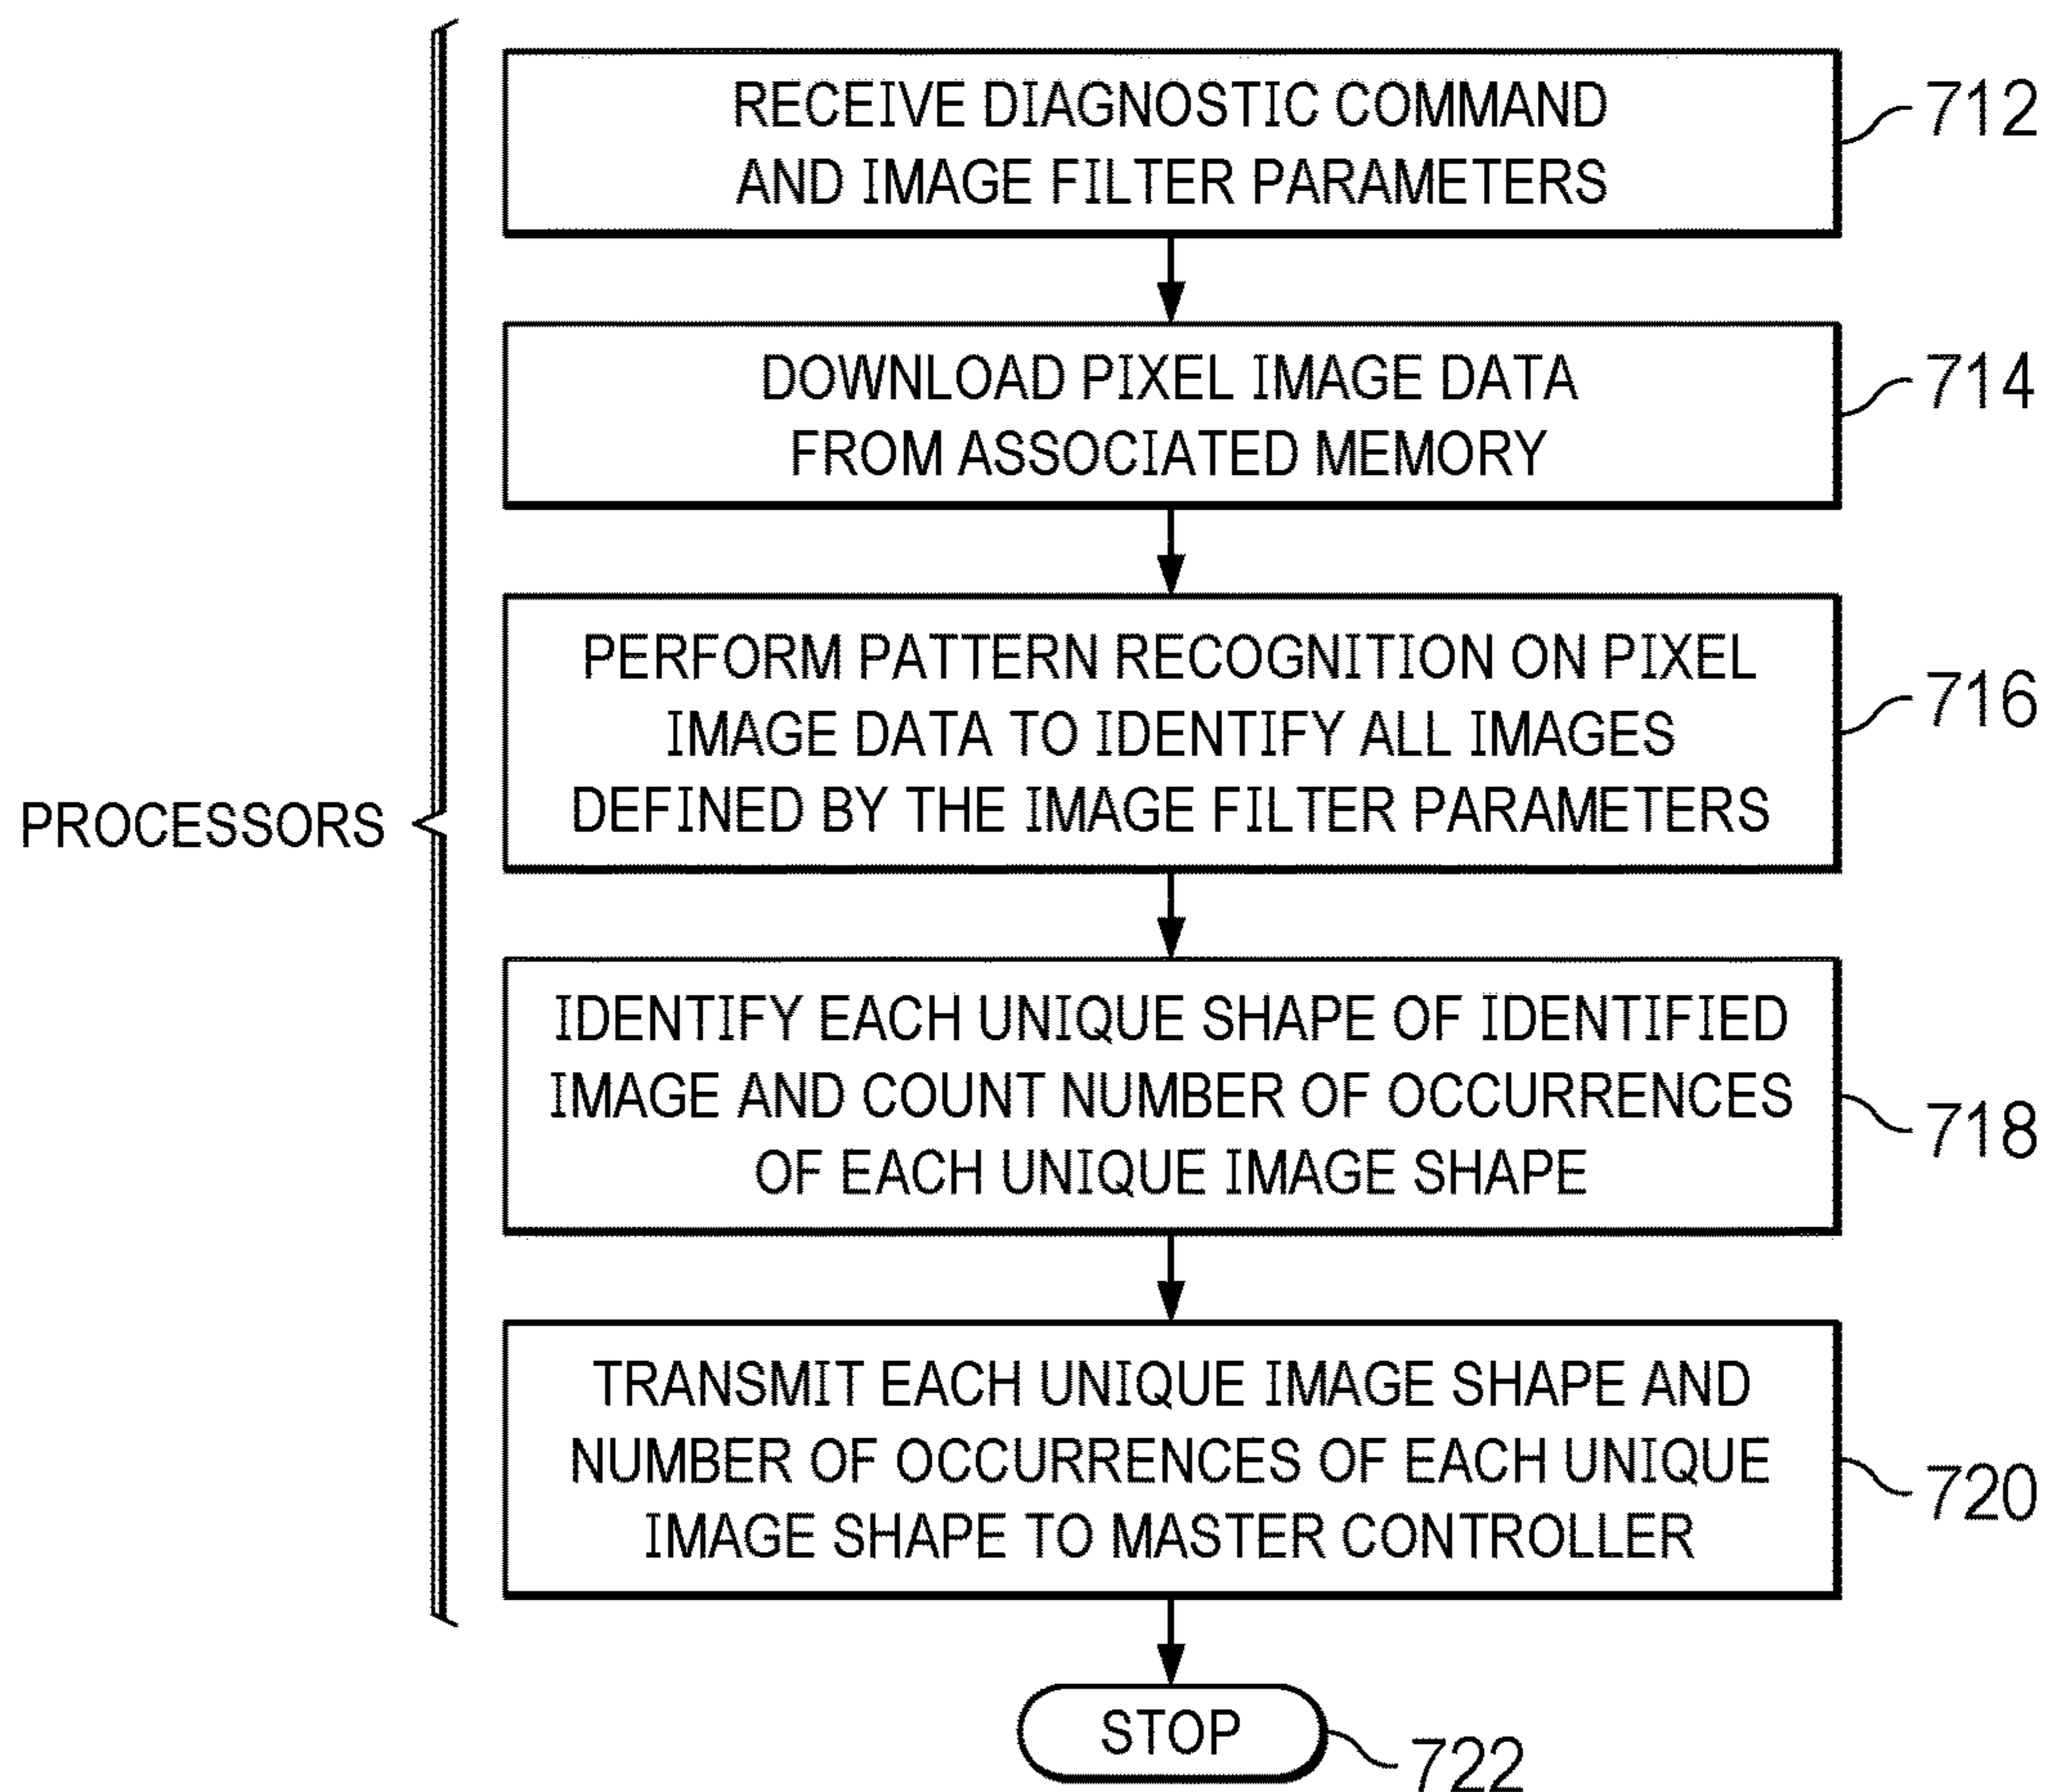 RECEIVE DIAGNOSTIC COMMAND
AND IMAGE FILTER PARAMETERS
712
DOWNLOAD PIXEL IMAGE DATA
FROM ASSOCIATED MEMORY
714
PERFORM PATTERN RECOGNITION ON PIXEL
IMAGE DATA TO IDENTIFY ALL IMAGES
DEFINED BY THE IMAGE FILTER PARAMETERS
716
PROCESSORS
IDENTIFY EACH UNIQUE SHAPE OF IDENTIFIED
IMAGE AND COUNT NUMBER OF OCCURRENCES
OF EACH UNIQUE IMAGE SHAPE
718
TRANSMIT EACH UNIQUE IMAGE SHAPE AND
NUMBER OF OCCURRENCES OF EACH UNIQUE
IMAGE SHAPE TO MASTER CONTROLLER
720
STOP
722